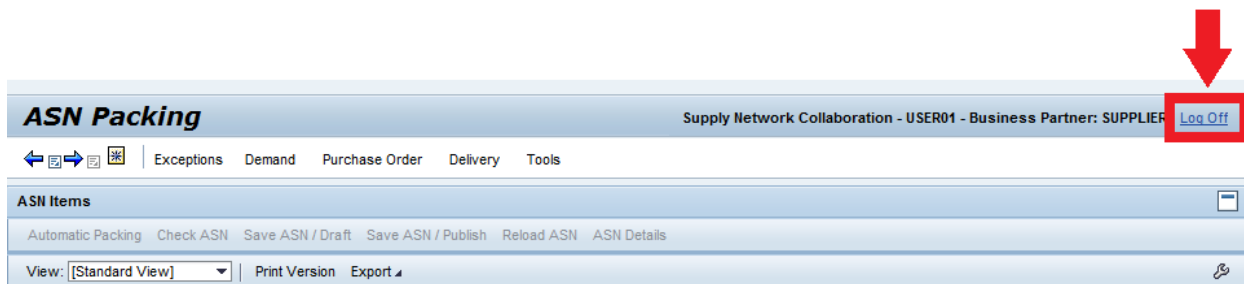 ASN Packing Supply Network Collaboration - USER01 - Business Partner: SUPPLIER Log Off
Exceptions Demand Purchase Order Delivery Tools
ASN Items
Automatic Packing Check ASN Save ASN / Draft Save ASN / Publish Reload ASN ASN Details
View: [Standard View] Print Version Export